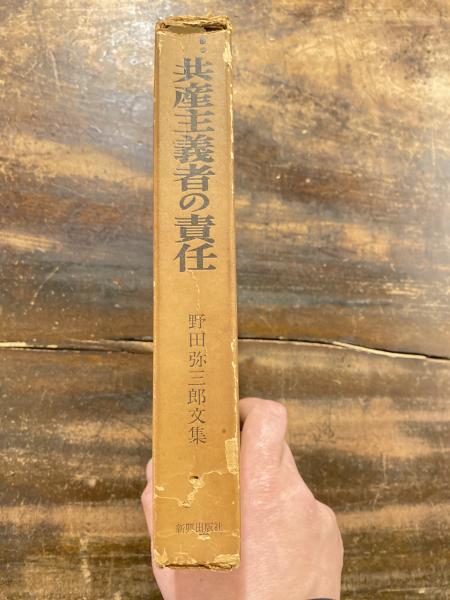 共産主義者の責任
野田弥三郎文集
新興出版社